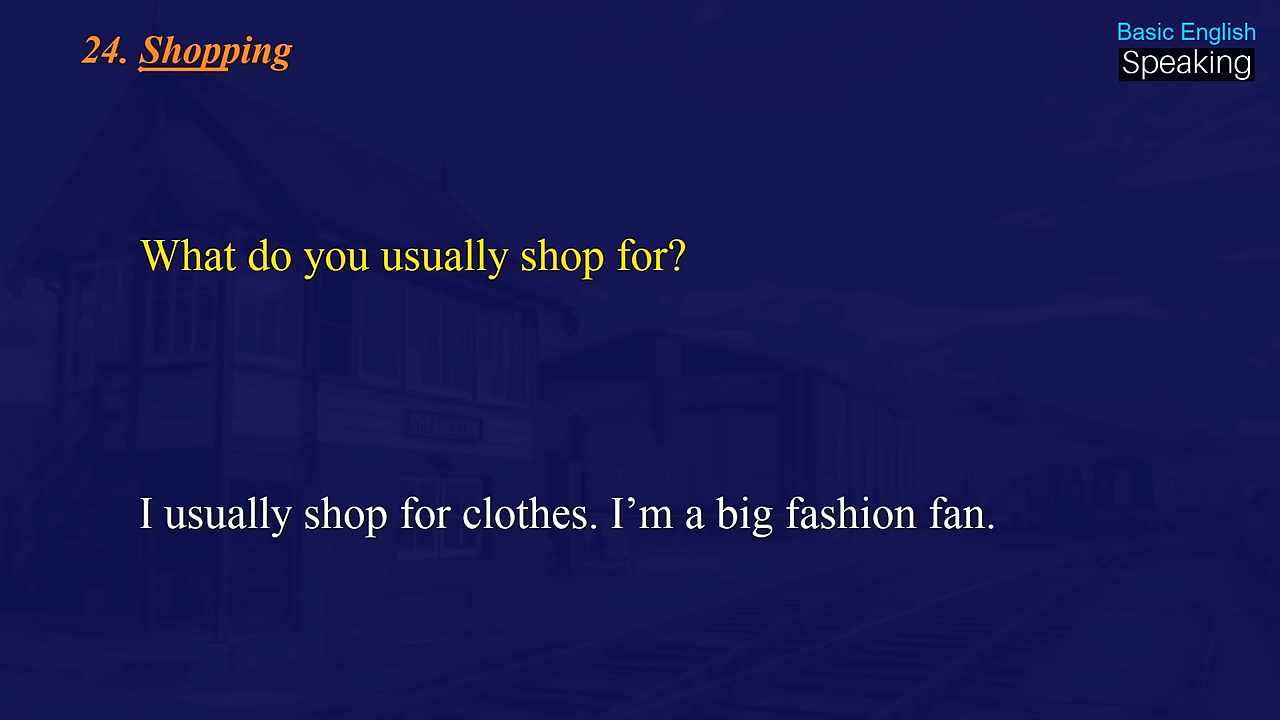 24. Shopping
Basic English
Speaking
What do you usually shop for?
I usually shop for clothes. I’m a big fashion fan.